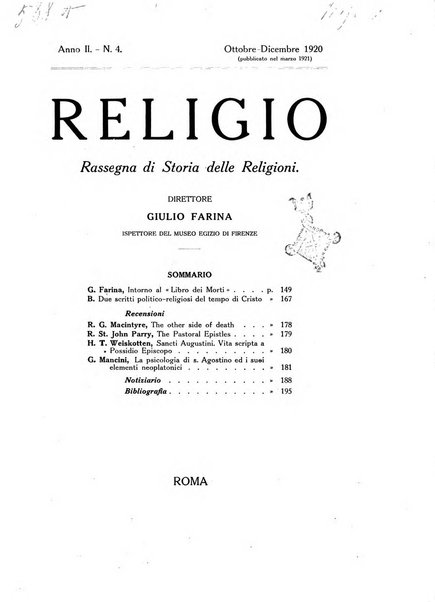 Anno II. - N. 4.
Ottobre-Dicembre 1920
(pubblicato nel marzo 1921)
RELIGIO
Rassegna di Storia delle Religioni.
DIRETTORE
GIULIO FARINA
ISPETTORE DEL MUSEO EGIZIO DI FIRENZE
SOMMARIO
G. Farina, Intorno al « Libro dei Morti » . . . . p. 149
B. Due scritti politico-religiosi del tempo di Cristo » 167
Recensioni
R. G. Macintyre, The other side of death . . . » 178
R. St. John Parry, The Pastoral Epistles . . . » 179
H. T. Weiskotten, Sancti Augustini. Vita scripta a
» Possidio Episcopo . . . . . . . . . » 180
G. Mancini, La psicologia di s. Agostino ed i suoi
elementi neoplatonici . . . . . . . . » 181
Notiziario . . . . . . . . . . . » 188
Bibliografia . . . . . . . . . . . » 195
ROMA